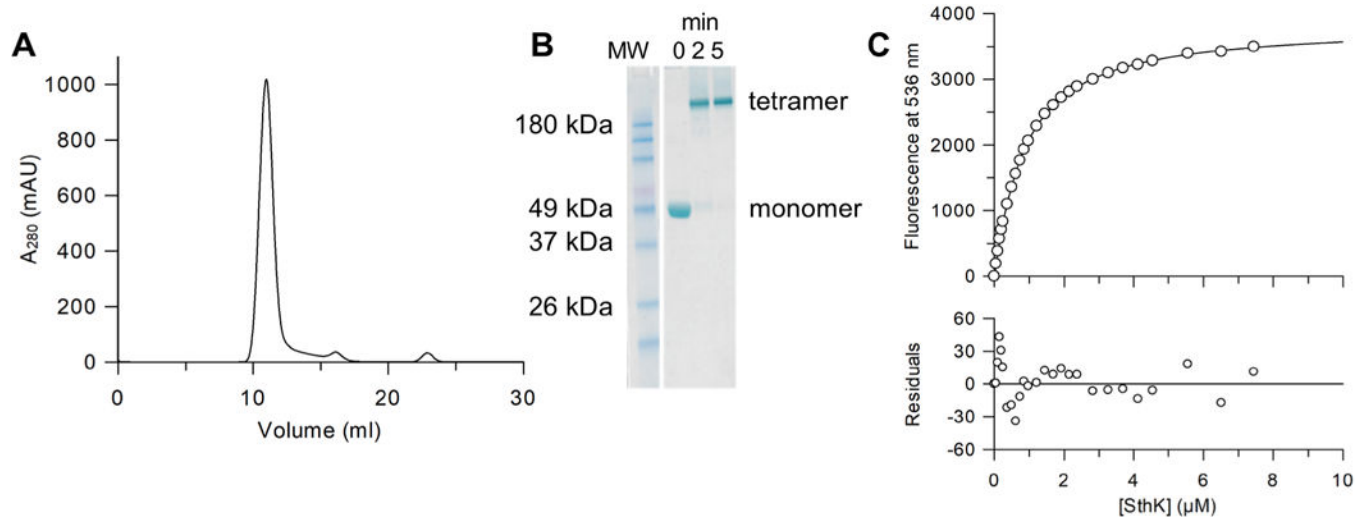 A
A280 (mAU)
1000
800
600
400
200
0
0 10 20 30
Volume (ml)
B
min
MW 0 2 5
180 kDa
49 kDa
37 kDa
26 kDa
tetramer
monomer
C
Fluorescence at 536 nm
4000
3000
2000
1000
0
Residuals
60
30
0
-30
-60
0 2 4 6 8 10
[SthK] (µM)